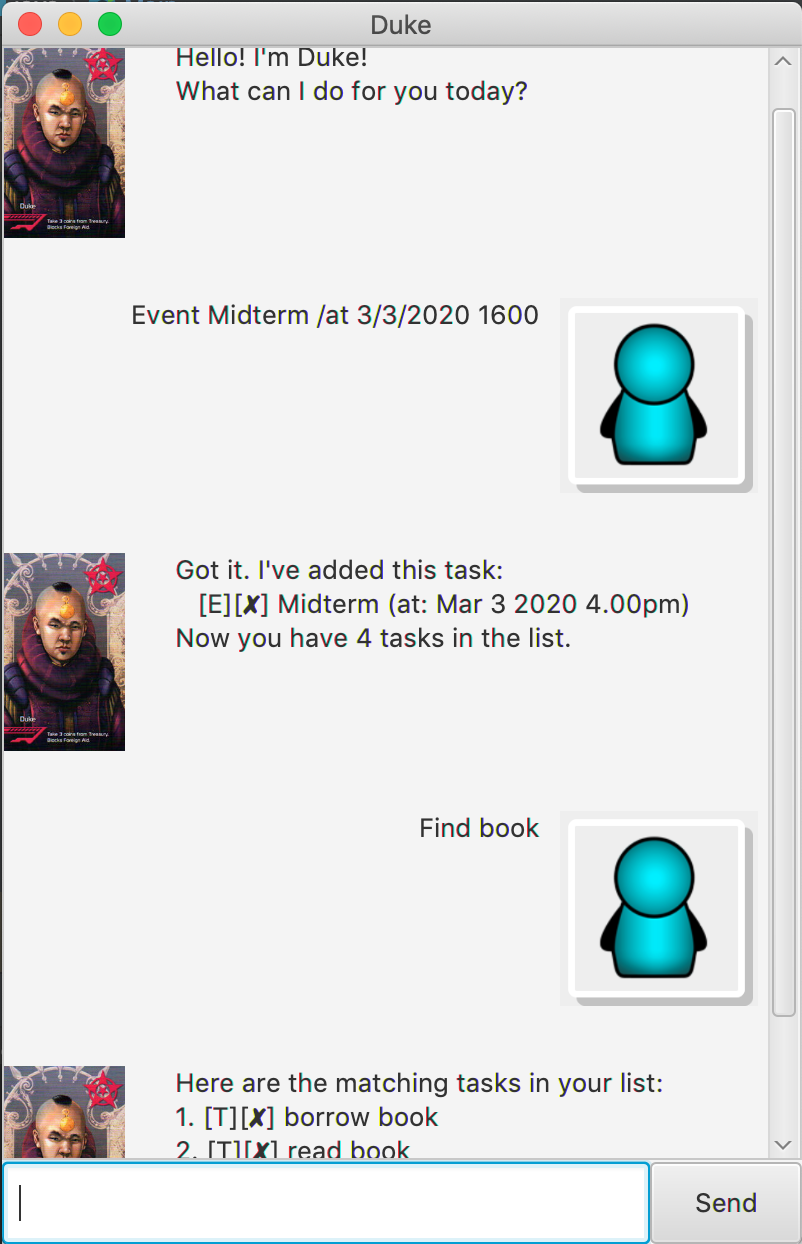 Duke
Hello! I'm Duke!
What can I do for you today?
Duke
Take 3 coins from Treasury.
Blocks Foreign Aid.
Event Midterm /at 3/3/2020 1600
Got it. I've added this task:
[E][✘] Midterm (at: Mar 3 2020 4.00pm)
Now you have 4 tasks in the list.
Duke
Take 3 coins from Treasury.
Blocks Foreign Aid.
Find book
Here are the matching tasks in your list:
1. [T][✘] borrow book
2. [T][✘] read book
Send